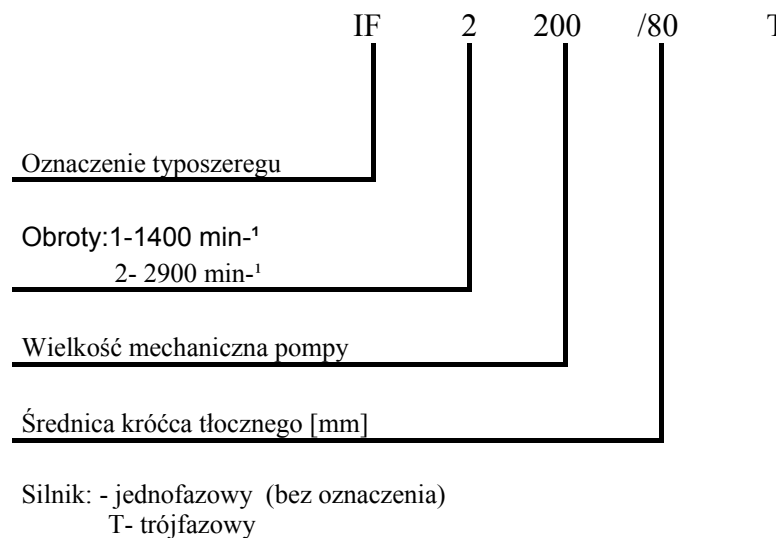 IF 2 200 /80 T
Oznaczenie typoszeregu
Obroty:1-1400 min-¹
2- 2900 min-¹
Wielkość mechaniczna pompy
Średnica króćca tłocznego [mm]
Silnik: - jednofazowy (bez oznaczenia)
T- trójfazowy